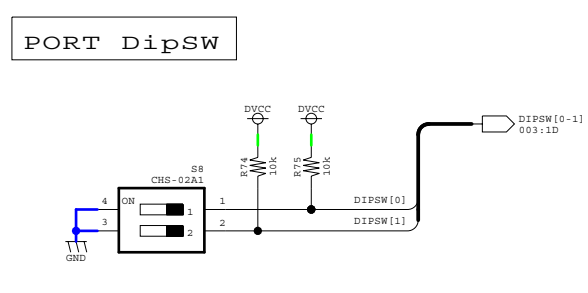 PORT DipSW
DVCC DVCC
DIPSW[0-1]
003:1D
R74 10k R75 10k
S8
CHS-02A1
4 ON 1 1 DIPSW[0]
3 2 2 DIPSW[1]
GND